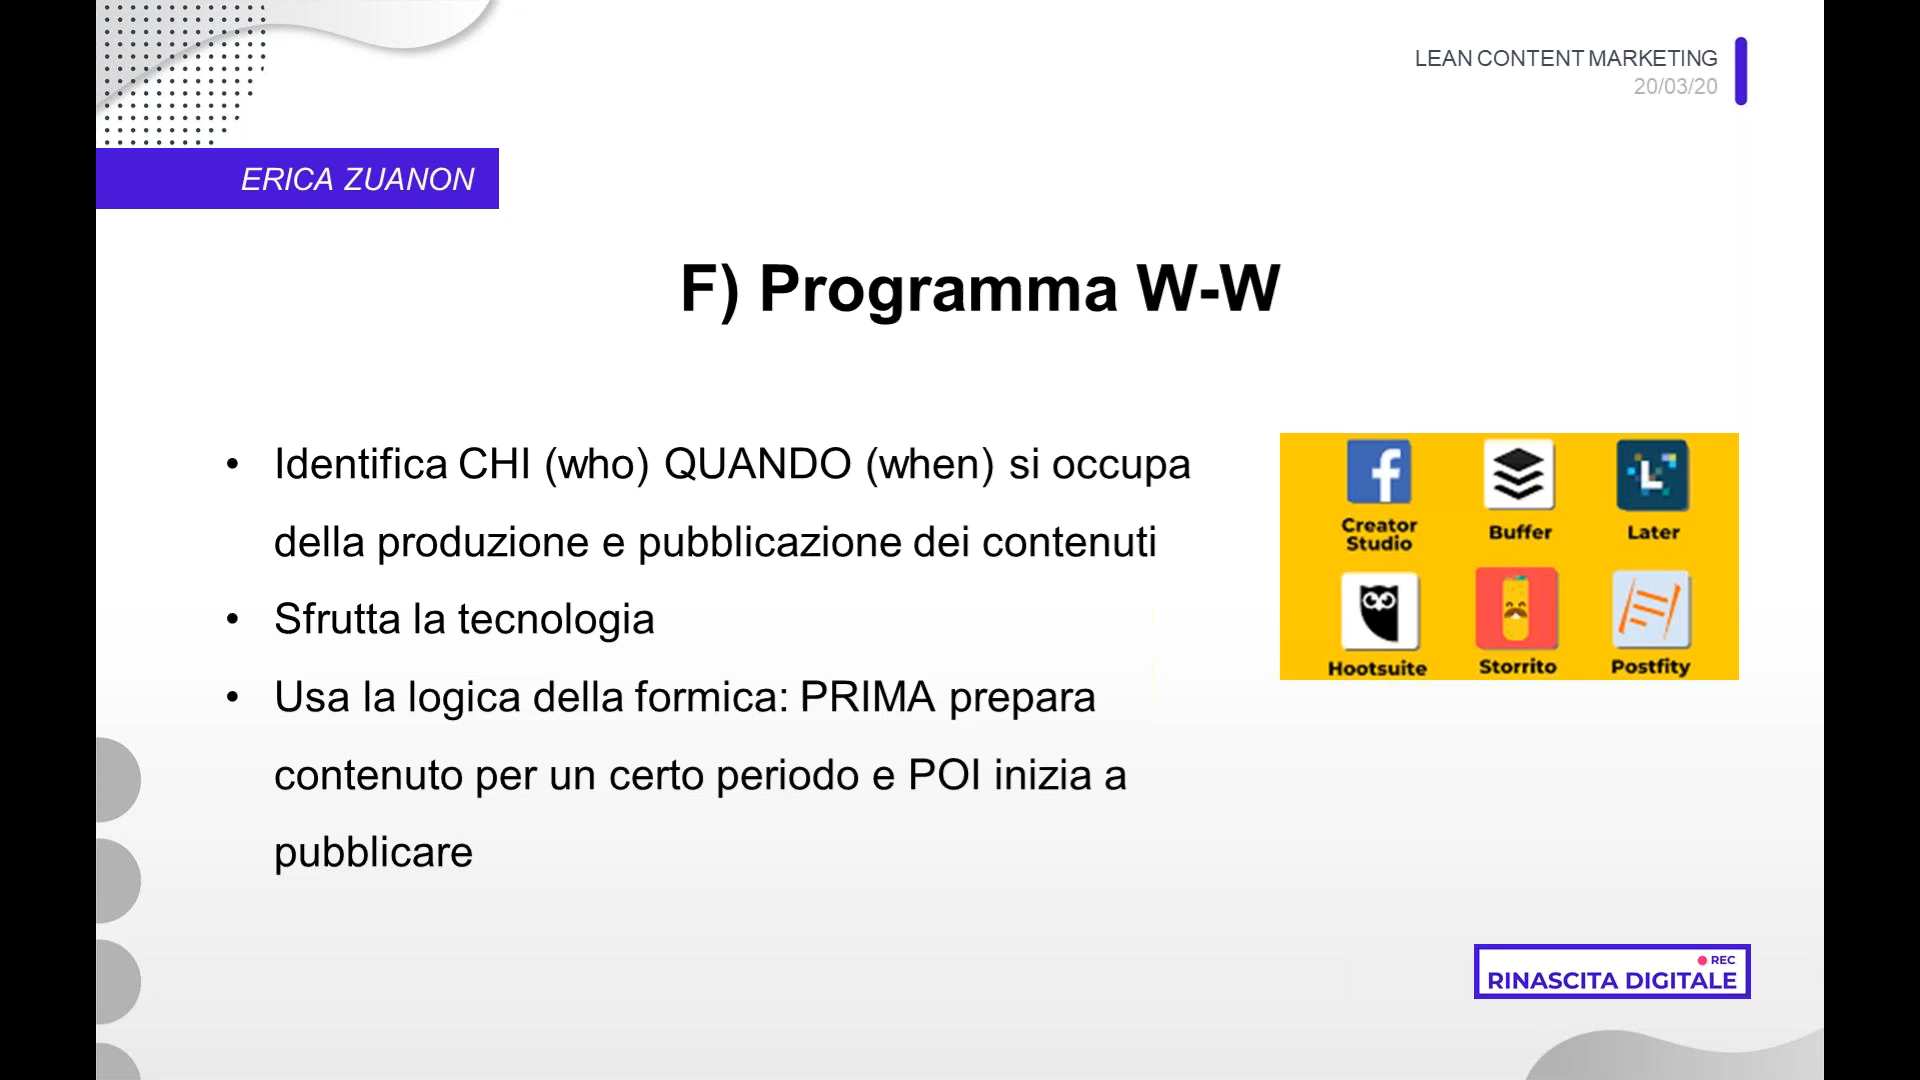 LEAN CONTENT MARKETING
20/03/20
ERICA ZUANON
F) Programma W-W
• Identifica CHI (who) QUANDO (when) si occupa
della produzione e pubblicazione dei contenuti
• Sfrutta la tecnologia
• Usa la logica della formica: PRIMA prepara
contenuto per un certo periodo e POI inizia a
pubblicare
Creator
Studio
Buffer
Later
Hootsuite
Storrito
Postfity
REC
RINASCITA DIGITALE